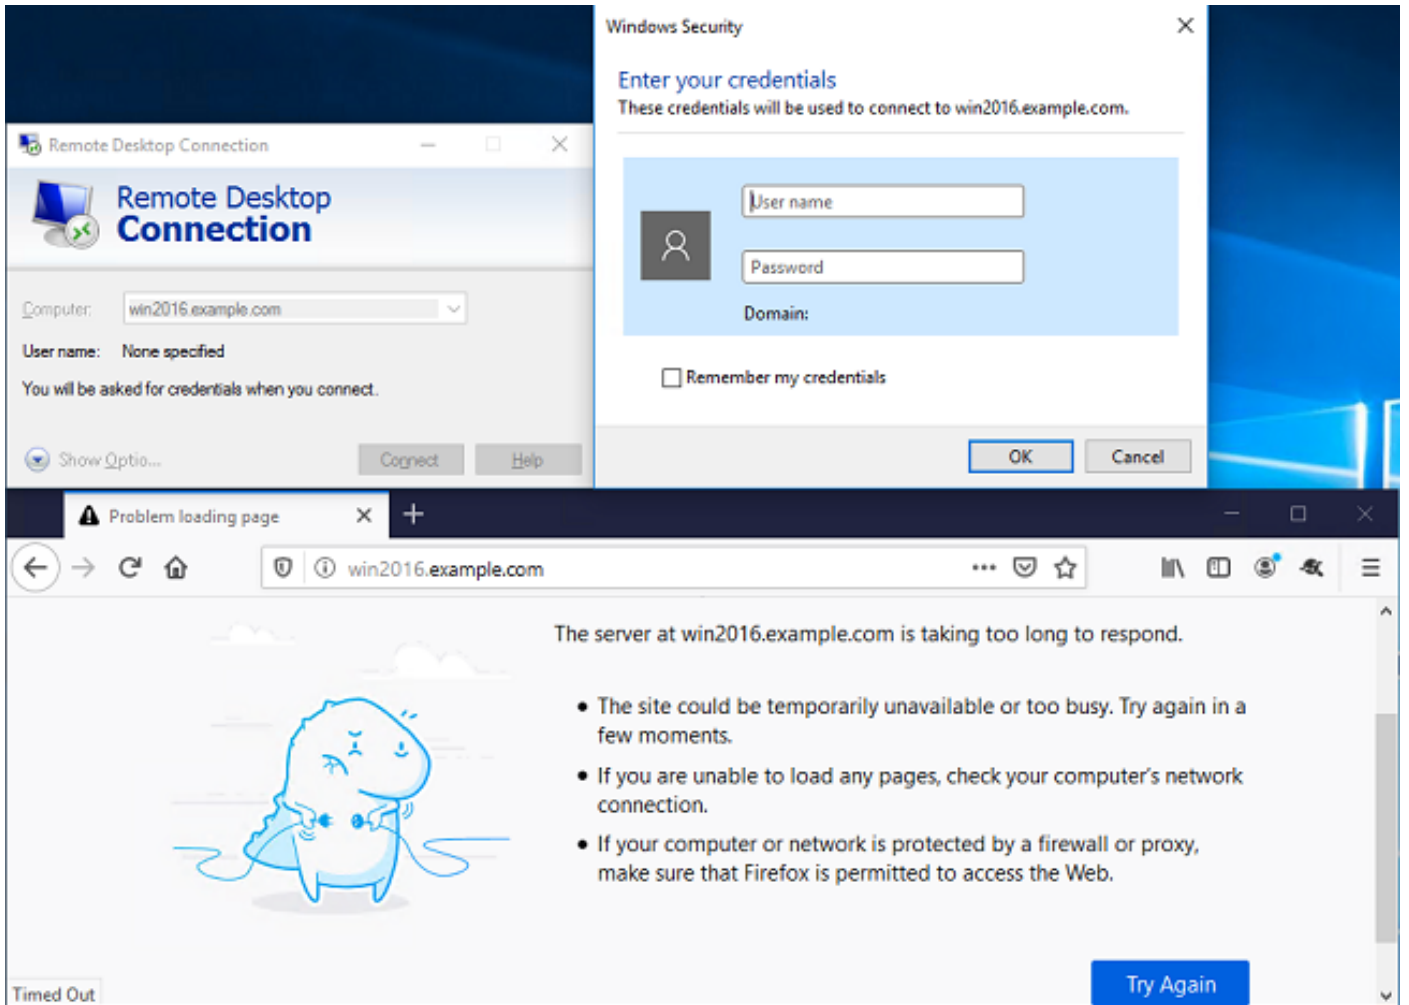 Windows Security
Enter your credentials
These credentials will be used to connect to win2016.example.com.
User name
Password
Domain:
Remember my credentials
OK Cancel
Remote Desktop Connection
Remote Desktop
Connection
Computer: win2016.example.com
User name: None specified
You will be asked for credentials when you connect.
Show Optio... Connect Help
Problem loading page
win2016.example.com
The server at win2016.example.com is taking too long to respond.
The site could be temporarily unavailable or too busy. Try again in a
few moments.
If you are unable to load any pages, check your computer's network
connection.
If your computer or network is protected by a firewall or proxy,
make sure that Firefox is permitted to access the Web.
Try Again
Timed Out